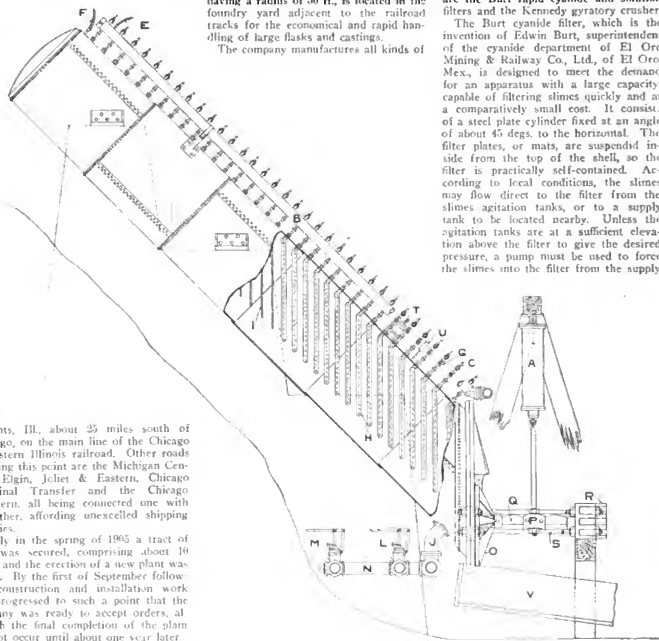 having a radius of 50 ft., is located in the
foundry yard adjacent to the railroad
tracks for the economical and rapid han-
dling of large flasks and castings.
The company manufactures all kinds of
are the Burt rapid cyanide and
filters and the Kennedy gyratory crusher
The Burt cyanide filter, which is the
invention of Edwin Burt, superintenden
of the cyanide department of El Oro
Mining & Railway Co., Ltd., of El Oro
Mex., is designed to meet the demand
for an apparatus with a large capacity
capable of filtering slimes quickly and a
a comparatively small cost. It consist
of a steel plate cylinder fixed at an angle
of about 45 degs. to the horizontal. The
filter plates, or mats, are suspendid in-
side from the top of the shell, so the
filter is practically self-contained. Ac-
cording to local conditions, the slimes
may flow direct to the filter from the
slimes agitation tanks, or to a supply
tank to be located nearby. Unless the
agitation tanks are at a sufficient eleva-
tion above the filter to give the desired
pressure, a pump must be used to force
the slimes into the filter from the supply
F
E
B
T
U
G
C
A
I
H
Q
R
P
S
O
M
L
J
N
V
nts, Ill., about 25 miles south of
go, on the main line of the Chicago
stern Illinois railroad. Other roads
ing this point are the Michigan Cen-
Elgin, Joliet & Eastern, Chicago
inal Transfer and the Chicago
ern, all being connected one with
ther, affording unexcelled shipping
ies.
ly in the spring of 1905 a tract of
was secured, comprising about 10
and the erection of a new plant was
. By the first of September follow-
onstruction and installation work
rogressed to such a point that the
any was ready to accept orders, al
h the final completion of the plant
ot occur until about one year later